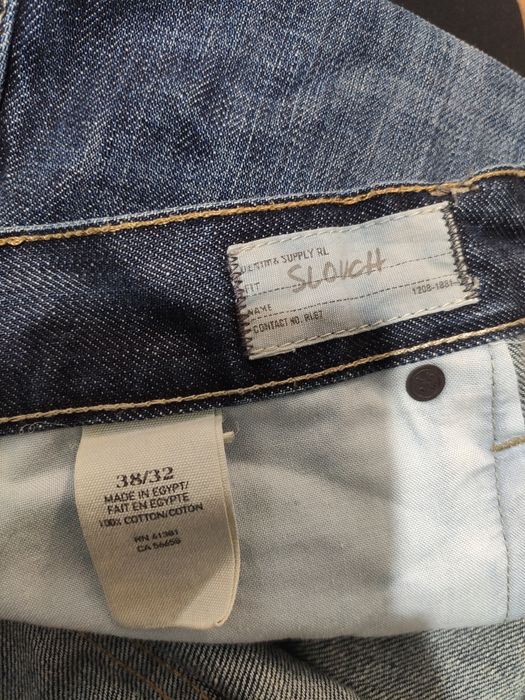 DENIM & SUPPLY RL
FIT SLOUCH
NAME
CONTACT NO. RL67 1208-1881
38/32
MADE IN EGYPT/
FAIT EN EGYPTE
100% COTTON/COTON
RN 41381
CA 56658